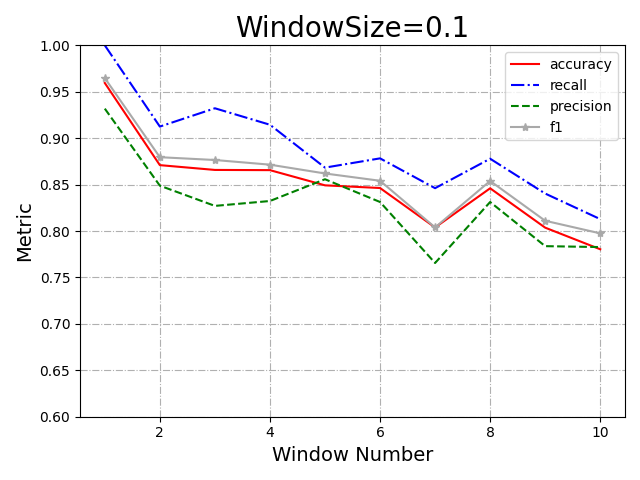 WindowSize=0.1
1.00
0.95
0.90
0.85
0.80
0.75
0.70
0.65
0.60
Metric
accuracy
recall
precision
f1
2
4
6
8
10
Window Number